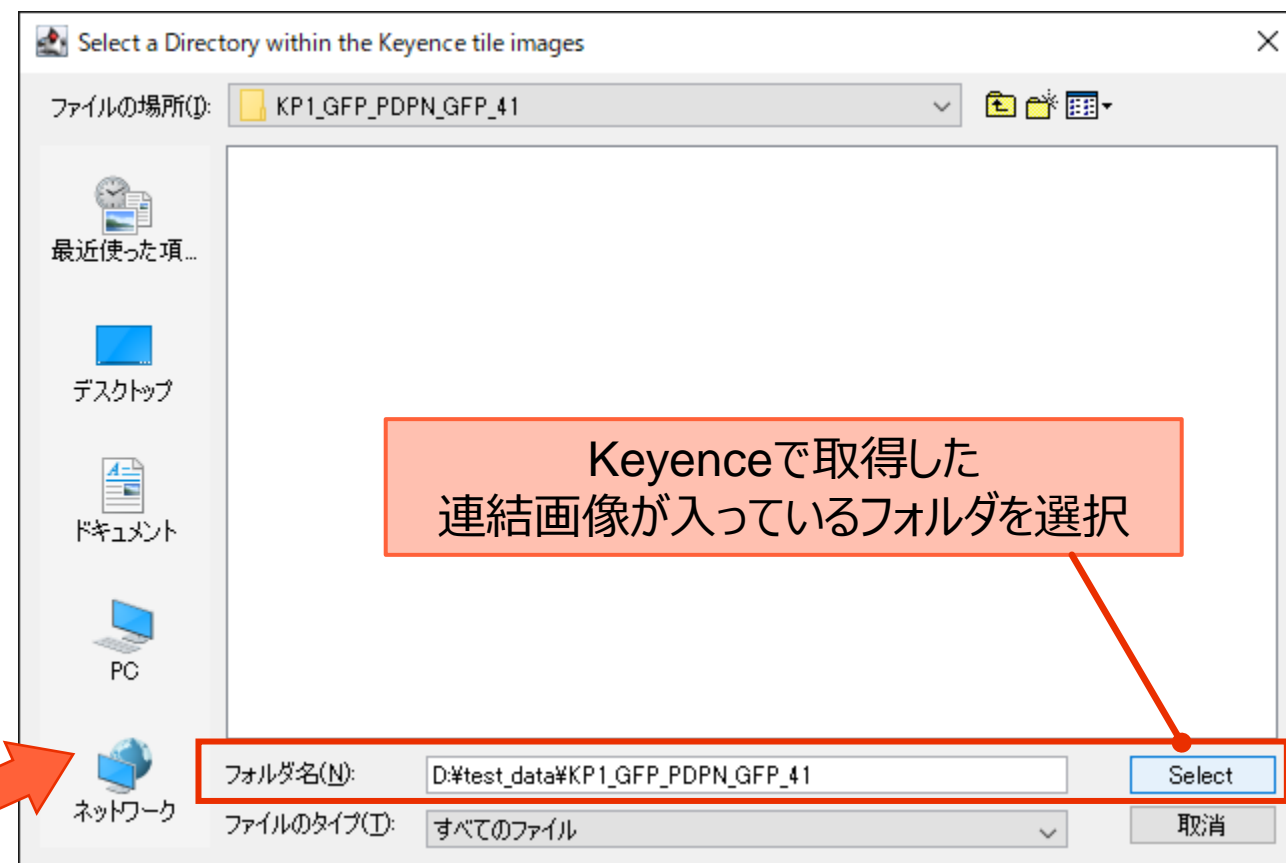 Select a Directory within the Keyence tile images
ファイルの場所(I):
KP1_GFP_PDPN_GFP_41
最近使った項...
デスクトップ
Keyenceで取得した
連結画像が入っているフォルダを選択
ドキュメント
PC
ネットワーク
フォルダ名(N):
D:¥test_data¥KP1_GFP_PDPN_GFP_41
Select
ファイルのタイプ(T):
すべてのファイル
取消